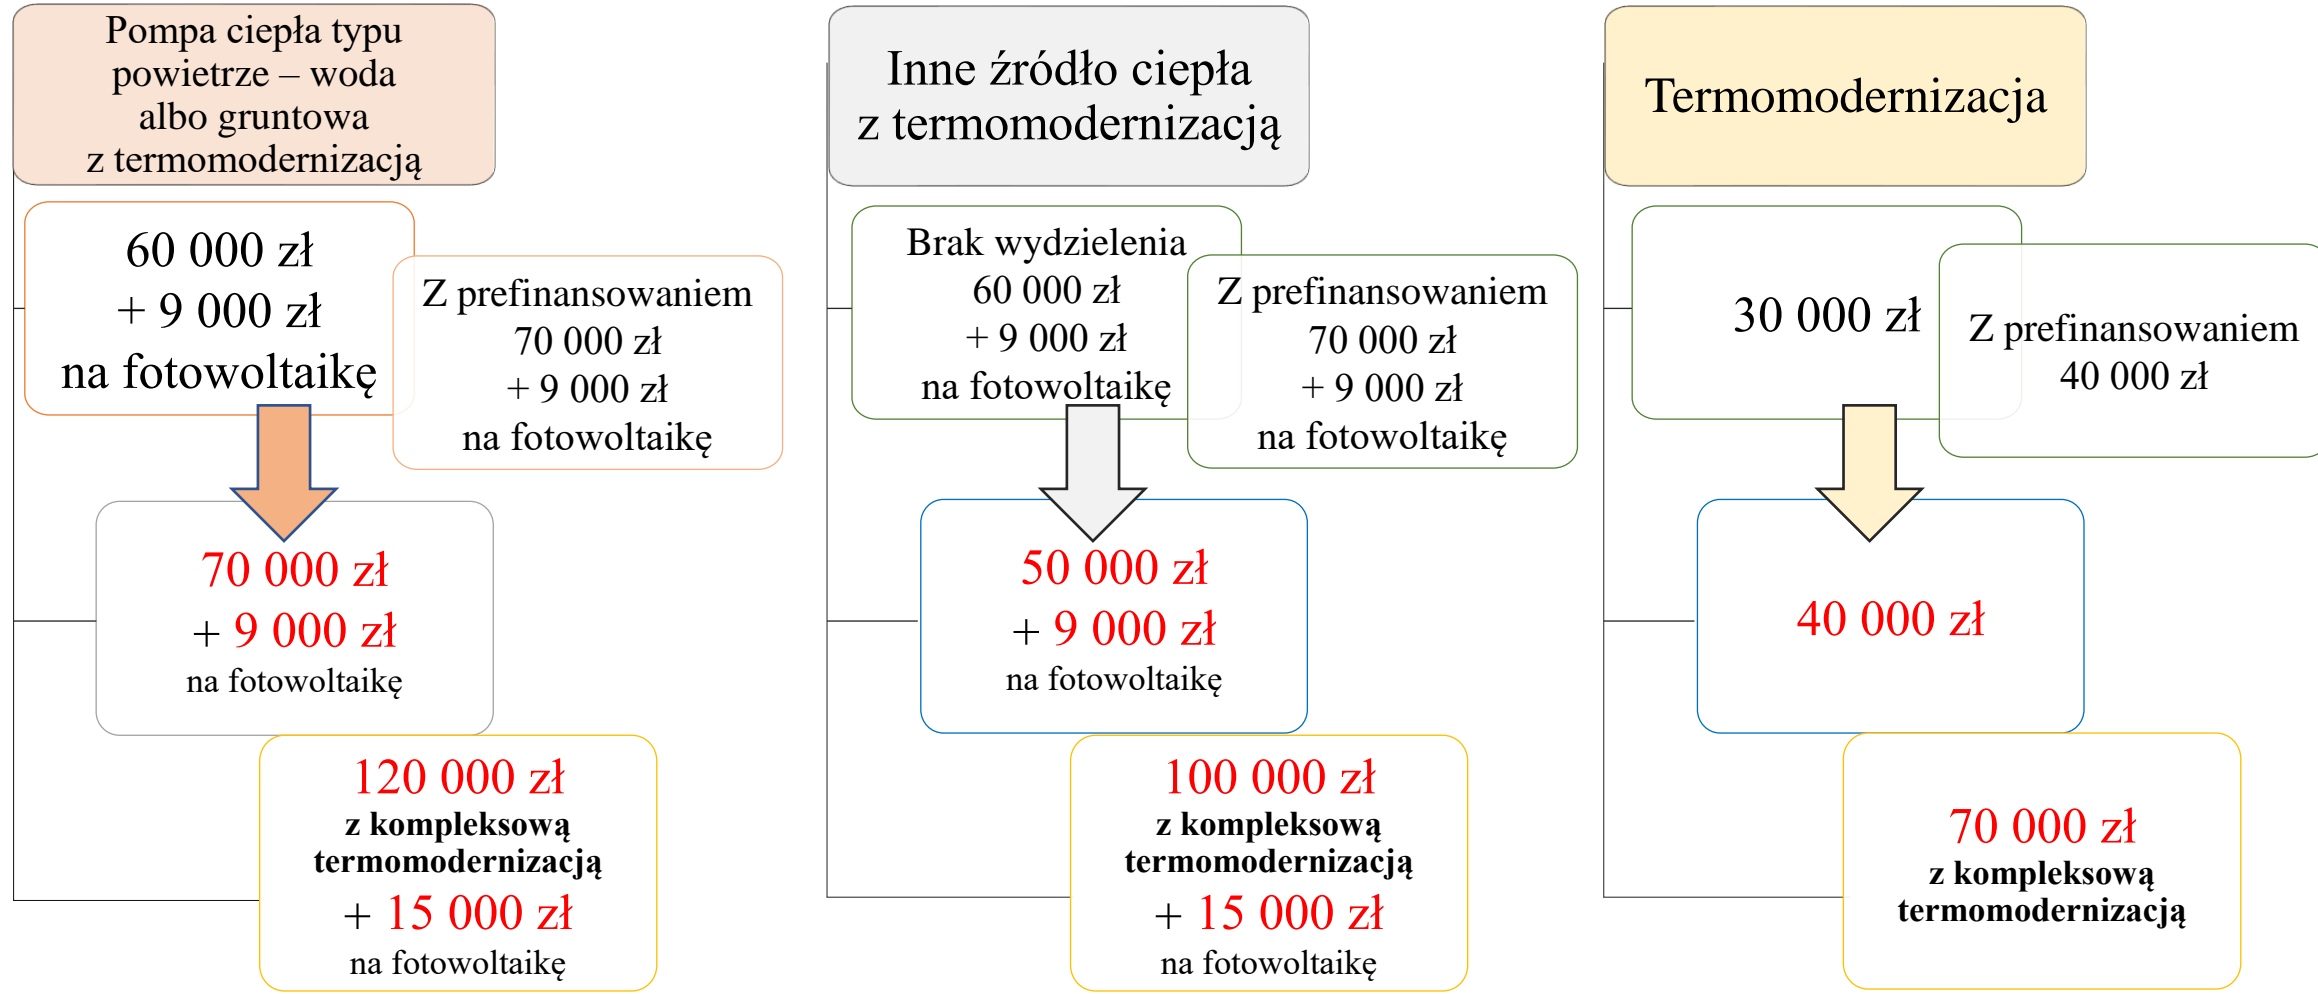 Pompa ciepła typu
powietrze – woda
albo gruntowa
z termomodernizacją
60 000 zł
+ 9 000 zł
na fotowoltaikę
Z prefinansowaniem
70 000 zł
+ 9 000 zł
na fotowoltaikę
70 000 zł
+ 9 000 zł
na fotowoltaikę
120 000 zł
z kompleksową
termomodernizacją
+ 15 000 zł
na fotowoltaikę
Inne źródło ciepła
z termomodernizacją
Brak wydzielenia
60 000 zł
+ 9 000 zł
na fotowoltaikę
Z prefinansowaniem
70 000 zł
+ 9 000 zł
na fotowoltaikę
50 000 zł
+ 9 000 zł
na fotowoltaikę
100 000 zł
z kompleksową
termomodernizacją
+ 15 000 zł
na fotowoltaikę
Termomodernizacja
30 000 zł
Z prefinansowaniem
40 000 zł
40 000 zł
70 000 zł
z kompleksową
termomodernizacją